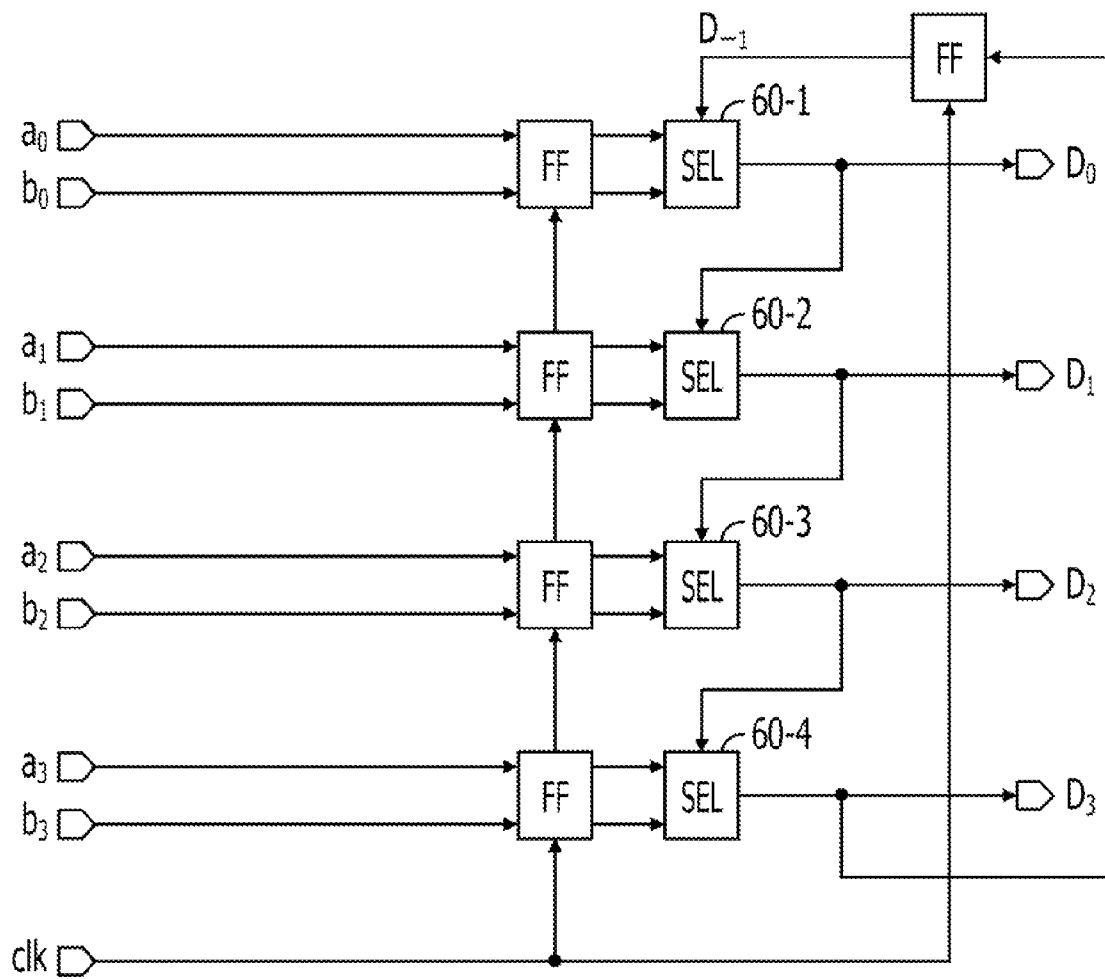 D₋₁
FF
60-1
a₀
b₀
FF
SEL
D₀
60-2
a₁
b₁
FF
SEL
D₁
60-3
a₂
b₂
FF
SEL
D₂
60-4
a₃
b₃
FF
SEL
D₃
clk